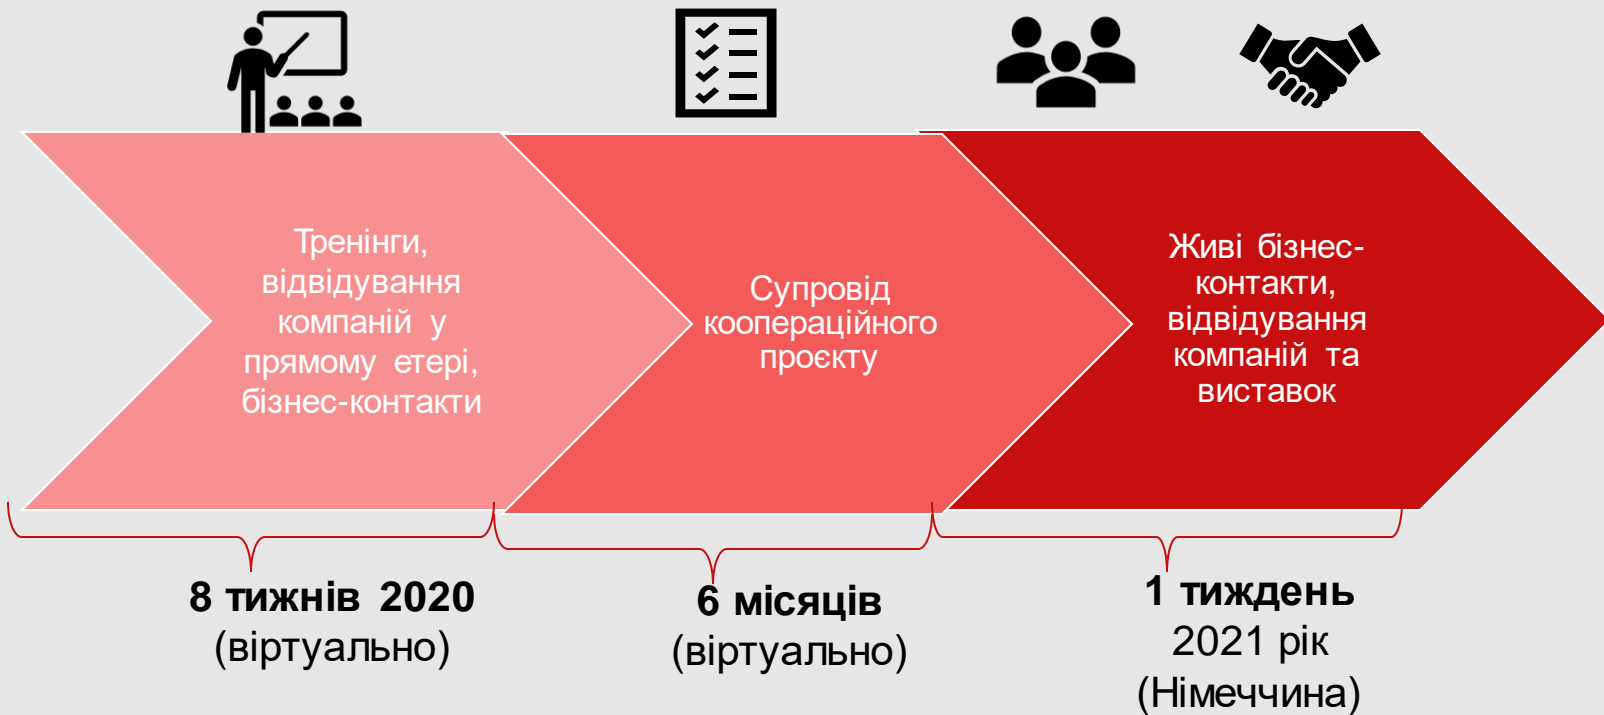 Тренінги,
відвідування
компаній у
прямому етері,
бізнес-контакти
Супровід
коопераційного
проєкту
Живі бізнес-
контакти,
відвідування
компаній та
виставок
8 тижнів 2020
(віртуально)
6 місяців
(віртуально)
1 тиждень
2021 рік
(Німеччина)